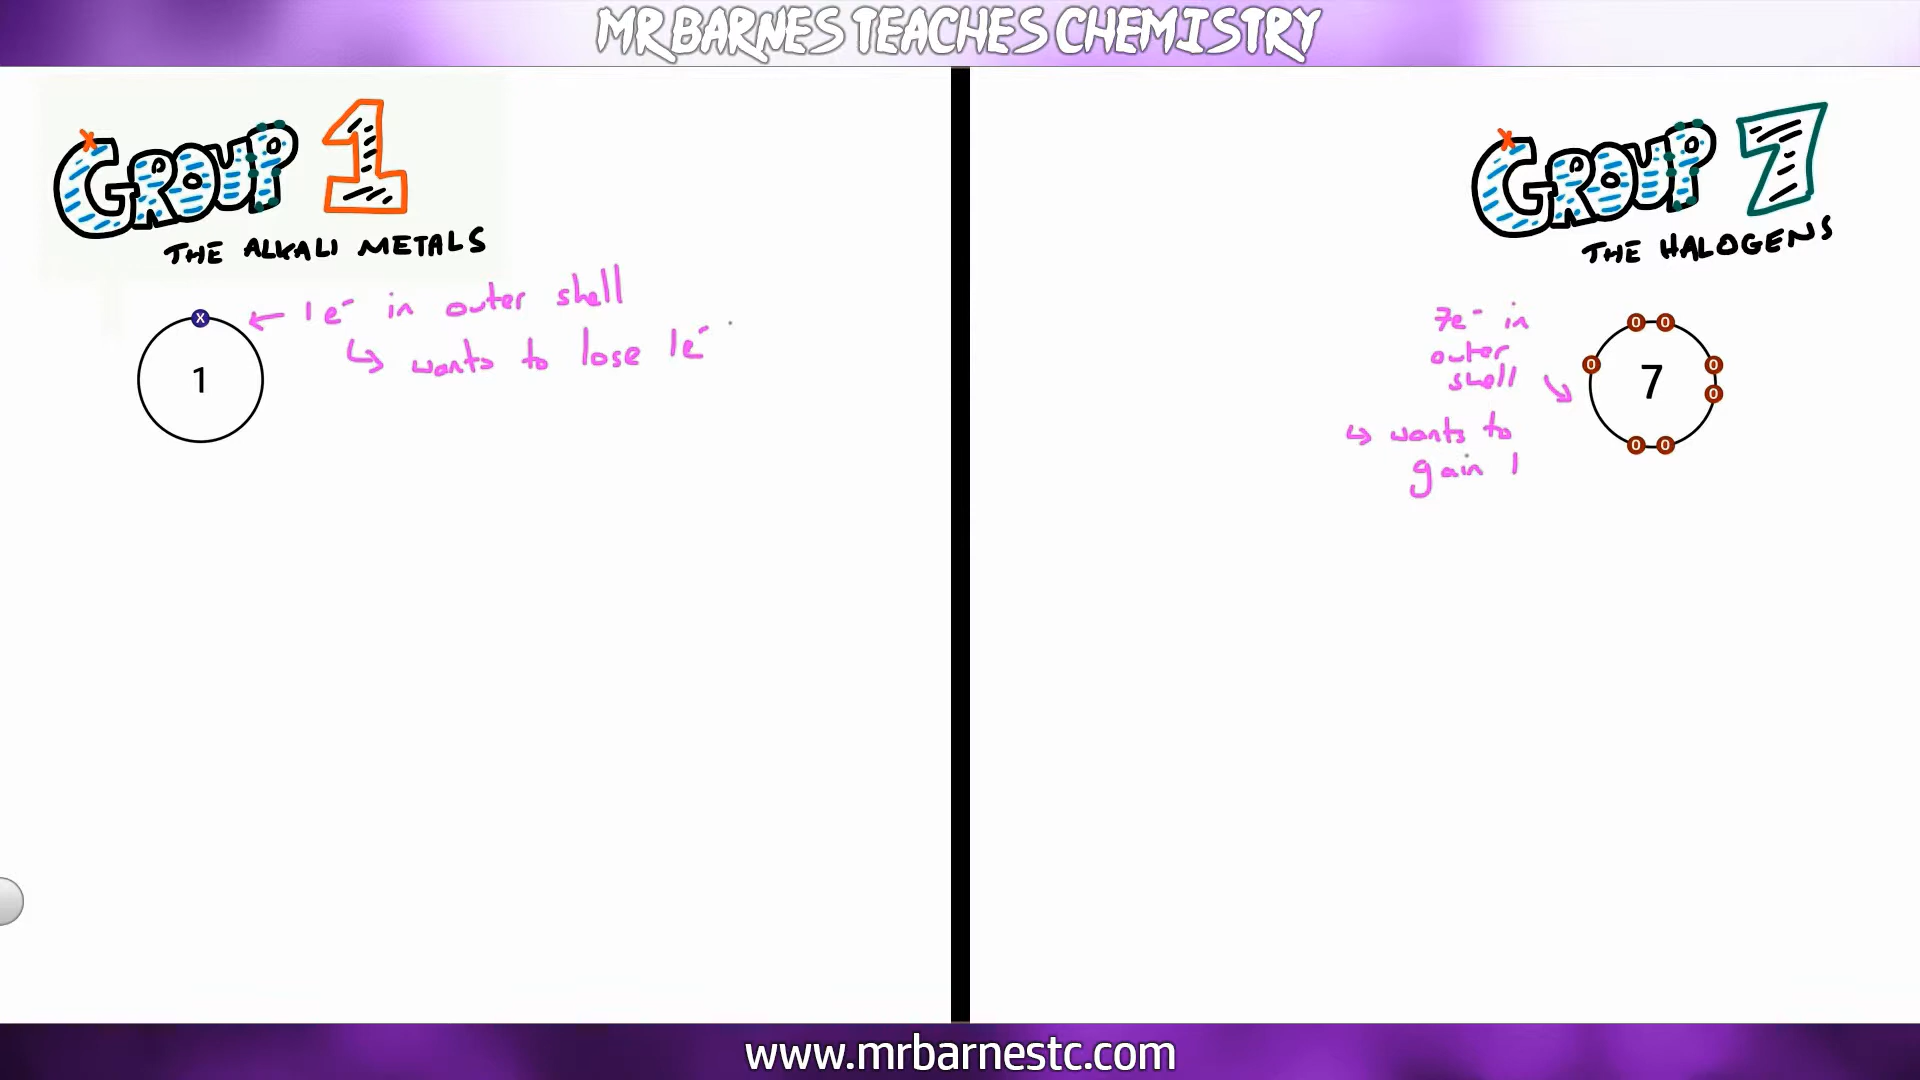 MR BARNES TEACHES CHEMISTRY
GROUP 1
THE ALKALI METALS
← 1e⁻ in outer shell
↳ wants to lose 1e⁻
x
1
GROUP 7
THE HALOGENS
7e⁻ in
outer
shell
↳ wants to
gain 1
7
www.mrbarnestc.com